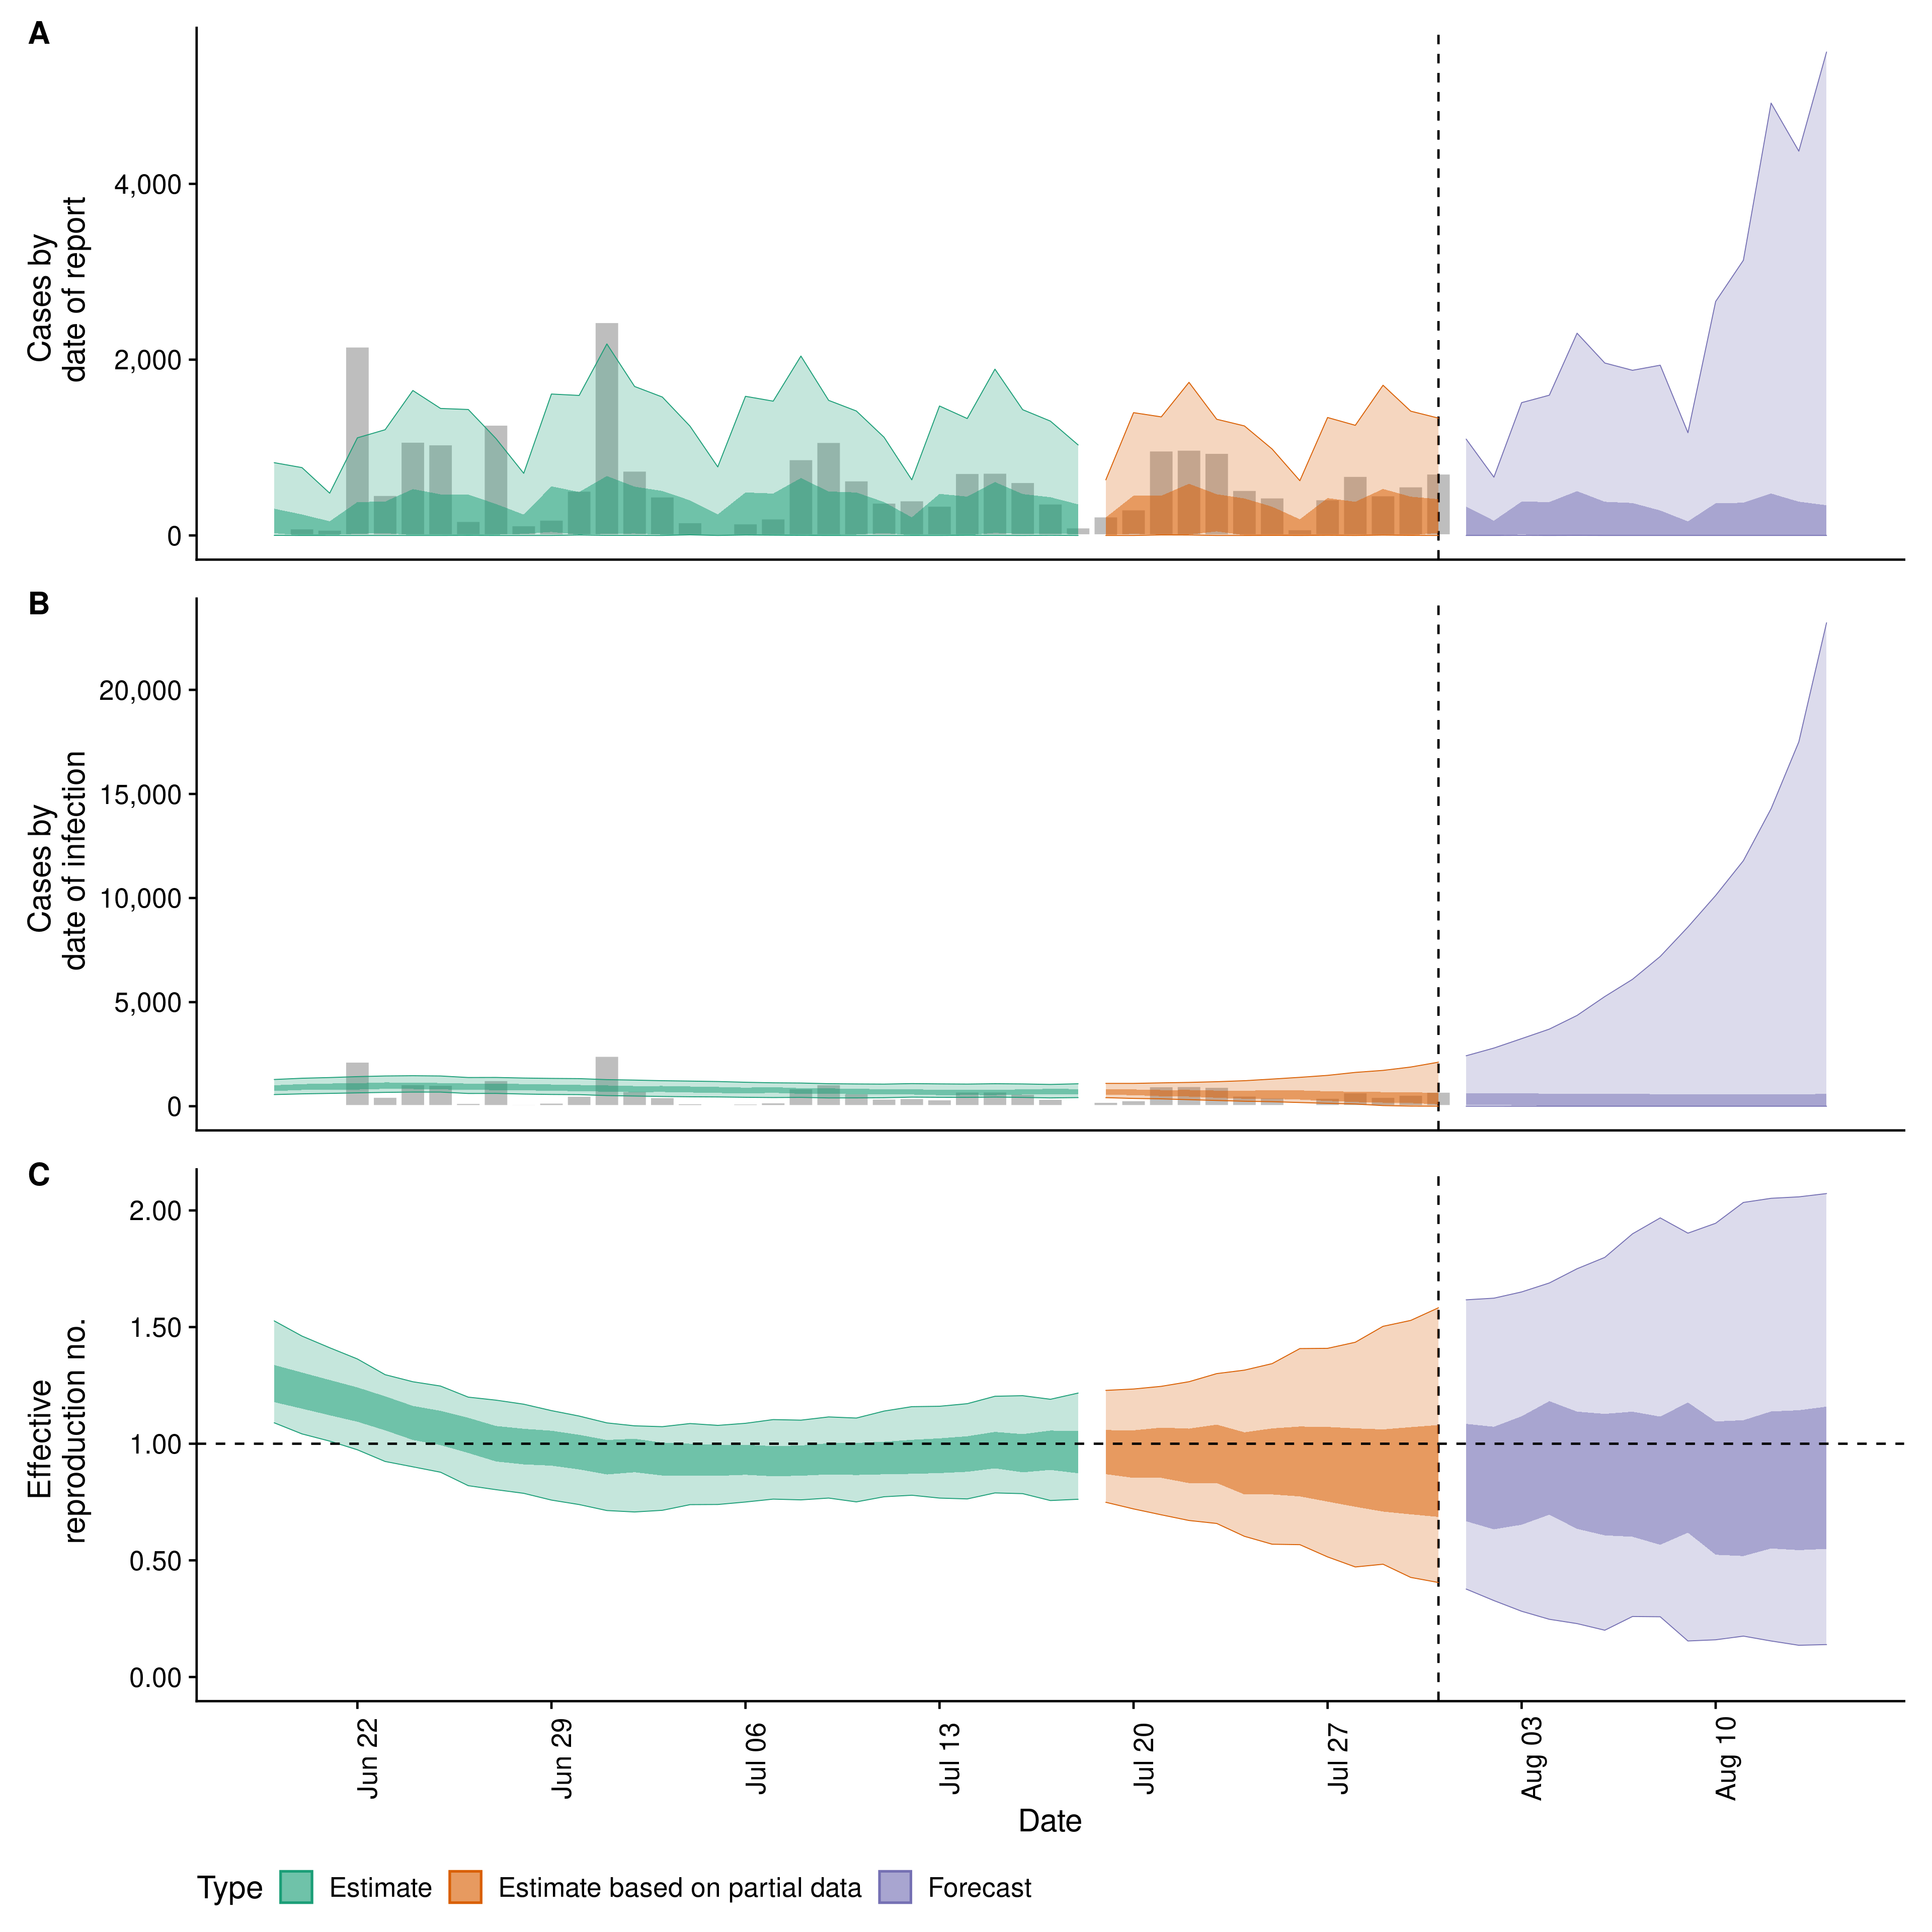 A
Cases by
date of report
4,000
2,000
0
B
Cases by
date of infection
20,000
15,000
10,000
5,000
0
C
Effective
reproduction no.
2.00
1.50
1.00
0.50
0.00
Jun 22
Jun 29
Jul 06
Jul 13
Jul 20
Jul 27
Aug 03
Aug 10
Date
Type Estimate Estimate based on partial data Forecast